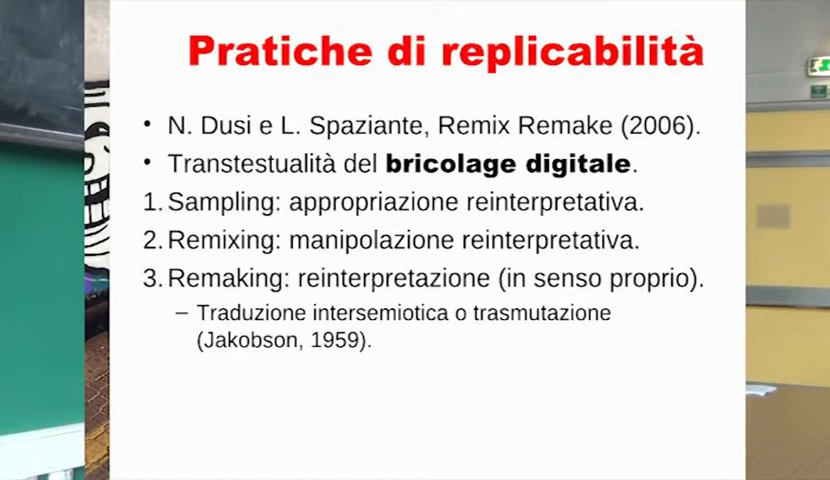 Pratiche di replicabilità
• N. Dusi e L. Spaziante, Remix Remake (2006).
• Transtestualità del bricolage digitale.
1. Sampling: appropriazione reinterpretativa.
2. Remixing: manipolazione reinterpretativa.
3. Remaking: reinterpretazione (in senso proprio).
– Traduzione intersemiotica o trasmutazione
(Jakobson, 1959).